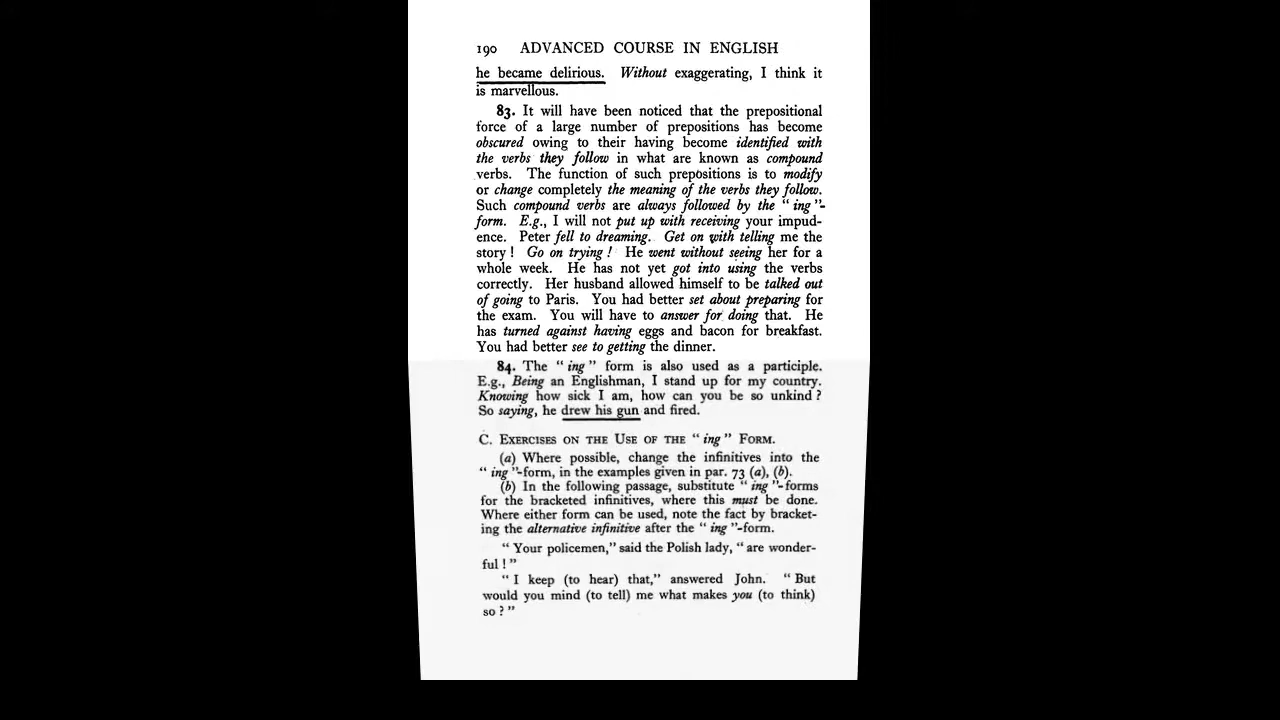 190 ADVANCED COURSE IN ENGLISH
he became delirious. Without exaggerating, I think it
is marvellous.
83. It will have been noticed that the prepositional
force of a large number of prepositions has become
obscured owing to their having become identified with
the verbs they follow in what are known as compound
verbs. The function of such prepositions is to modify
or change completely the meaning of the verbs they follow.
Such compound verbs are always followed by the “ ing ”-
form. E.g., I will not put up with receiving your impud-
ence. Peter fell to dreaming. Get on with telling me the
story ! Go on trying ! He went without seeing her for a
whole week. He has not yet got into using the verbs
correctly. Her husband allowed himself to be talked out
of going to Paris. You had better set about preparing for
the exam. You will have to answer for doing that. He
has turned against having eggs and bacon for breakfast.
You had better see to getting the dinner.
84. The “ ing ” form is also used as a participle.
E.g., Being an Englishman, I stand up for my country.
Knowing how sick I am, how can you be so unkind ?
So saying, he drew his gun and fired.
C. EXERCISES ON THE USE OF THE “ ing ” FORM.
(a) Where possible, change the infinitives into the
“ ing ”-form, in the examples given in par. 73 (a), (b).
(b) In the following passage, substitute “ ing ”-forms
for the bracketed infinitives, where this must be done.
Where either form can be used, note the fact by bracket-
ing the alternative infinitive after the “ ing ”-form.
“ Your policemen,” said the Polish lady, “ are wonder-
ful ! ”
“ I keep (to hear) that,” answered John. “ But
would you mind (to tell) me what makes you (to think)
so ? ”